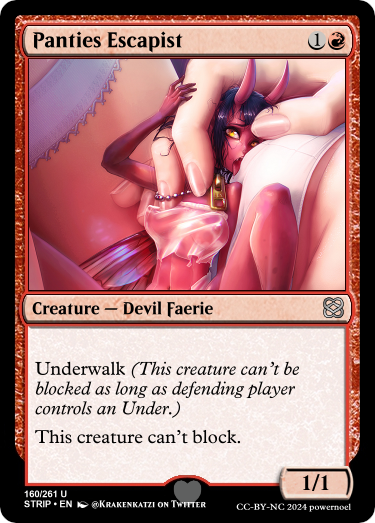 Panties Escapist 1
Creature — Devil Faerie
Underwalk (This creature can't be
blocked as long as defending player
controls an Under.)
This creature can't block.
1/1
160/261 U
STRIP • EN @Krakenkatzi on Twitter
CC-BY-NC 2024 powernoel